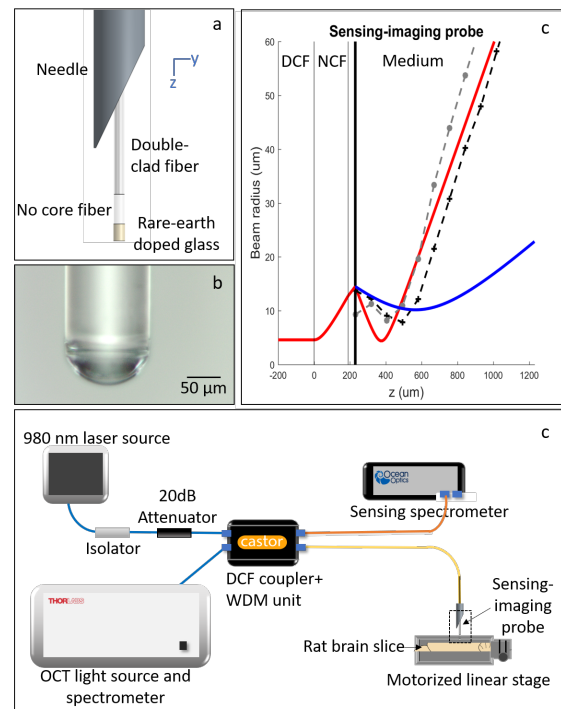 a
Needle
y
z
Double-
clad fiber
No core fiber
Rare-earth
doped glass
b
50 µm
c
Sensing-imaging probe
DCF
NCF
Medium
60
50
40
30
20
10
0
Beam radius (um)
-200 0 200 400 600 800 1000 1200
z (um)
c
980 nm laser source
20dB
Attenuator
Isolator
castor
DCF coupler+
WDM unit
Ocean
Optics
Sensing spectrometer
THORLABS
OCT light source and
spectrometer
Sensing-
imaging
probe
Rat brain slice
Motorized linear stage